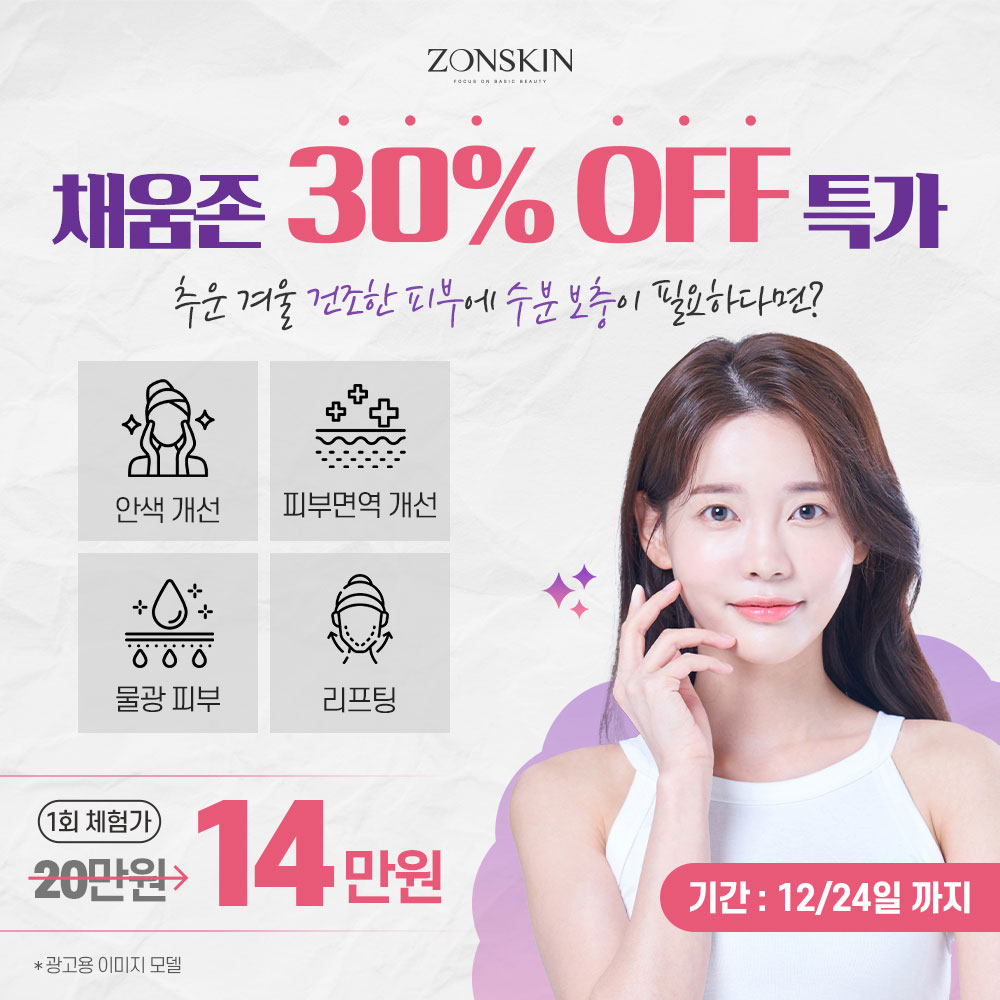 ZONSKIN
FOCUS ON BASIC BEAUTY
채움존 30% OFF 특가
추운 겨울 건조한 피부에 수분 보충이 필요하다면?
안색 개선
피부면역 개선
물광 피부
리프팅
1회 체험가
20만원→14만원
기간 : 12/24일 까지
*광고용 이미지 모델